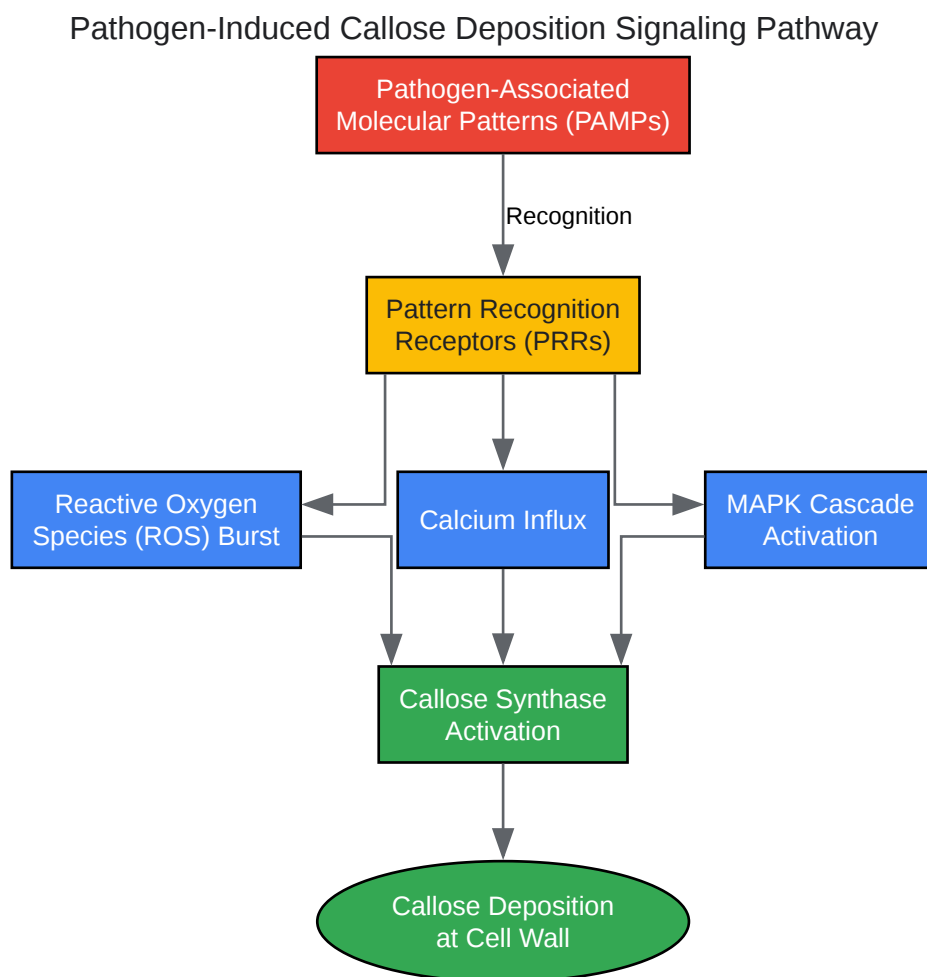 Pathogen-Induced Callose Deposition Signaling Pathway
Pathogen-Associated
Molecular Patterns (PAMPs)
Recognition
Pattern Recognition
Receptors (PRRs)
Reactive Oxygen
Species (ROS) Burst
Calcium Influx
MAPK Cascade
Activation
Callose Synthase
Activation
Callose Deposition
at Cell Wall